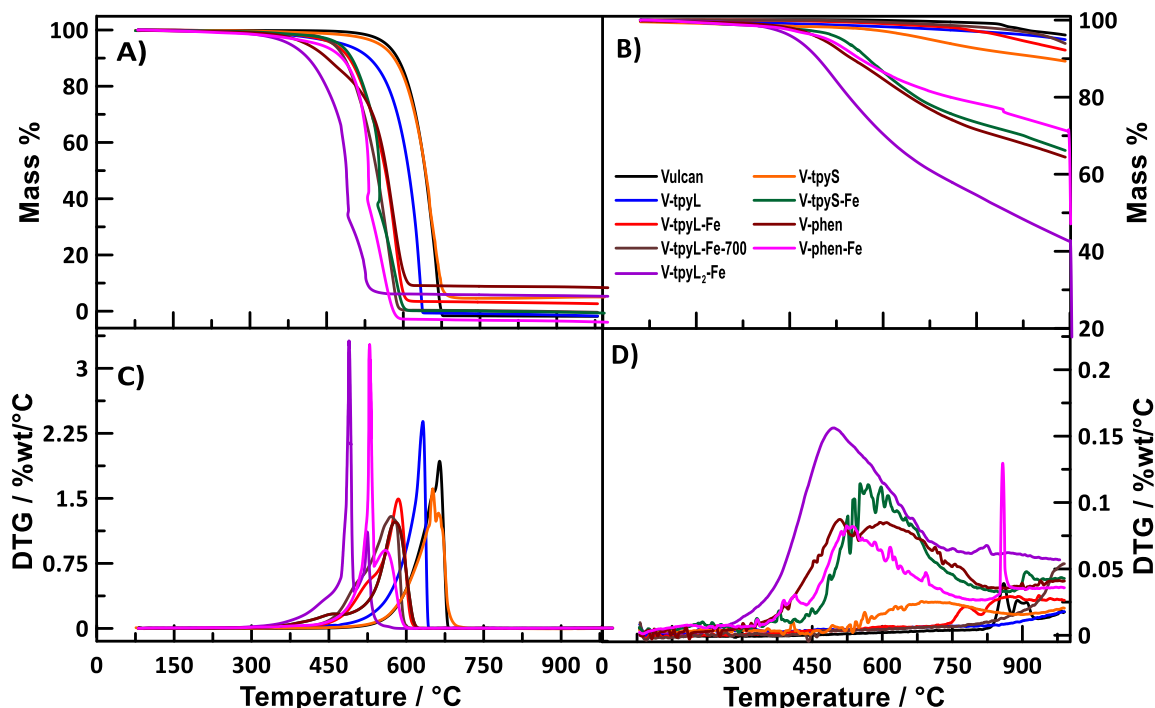 A)
Mass %
100
80
60
40
20
0
B)
100
80
60
40
20
Mass %
Vulcan
V-tpyS
V-tpyL
V-tpyS-Fe
V-tpyL-Fe
V-phen
V-tpyL-Fe-700
V-phen-Fe
V-tpyL₂-Fe
C)
DTG / %wt/°C
3
2.25
1.5
0.75
0
D)
0.2
0.15
0.1
0.05
0
DTG / %wt/°C
0 150 300 450 600 750 900 0 150 300 450 600 750 900
Temperature / °C Temperature / °C